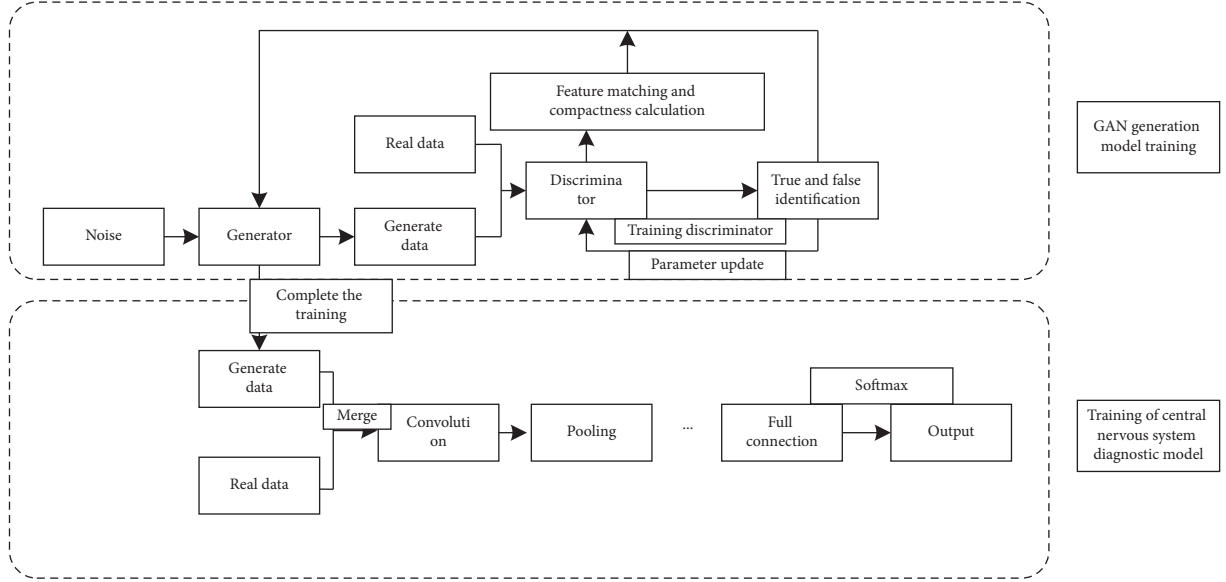 Feature matching and
compactness calculation
Real data
GAN generation
model training
Discrimina
tor
True and false
identification
Noise
Generator
Generate
data
Training discriminator
Parameter update
Complete the
training
Generate
data
Softmax
Merge
Convoluti
on
Pooling
...
Full
connection
Output
Training of central
nervous system
diagnostic model
Real data